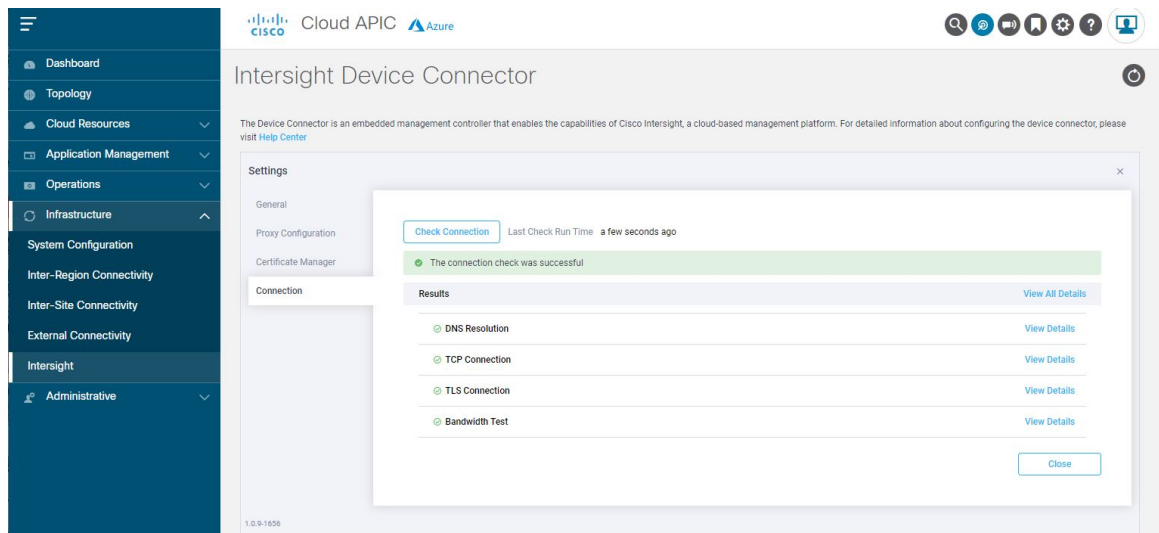 CISCO
Cloud APIC
Azure
?
Dashboard
Topology
Cloud Resources
Application Management
Operations
Infrastructure
System Configuration
Inter-Region Connectivity
Inter-Site Connectivity
External Connectivity
Intersight
Administrative
Intersight Device Connector
The Device Connector is an embedded management controller that enables the capabilities of Cisco Intersight, a cloud-based management platform. For detailed information about configuring the device connector, please
visit Help Center
Settings
General
Proxy Configuration
Certificate Manager
Connection
Check Connection Last Check Run Time a few seconds ago
The connection check was successful
Results View All Details
DNS Resolution View Details
TCP Connection View Details
TLS Connection View Details
Bandwidth Test View Details
Close
1.0.9-1656